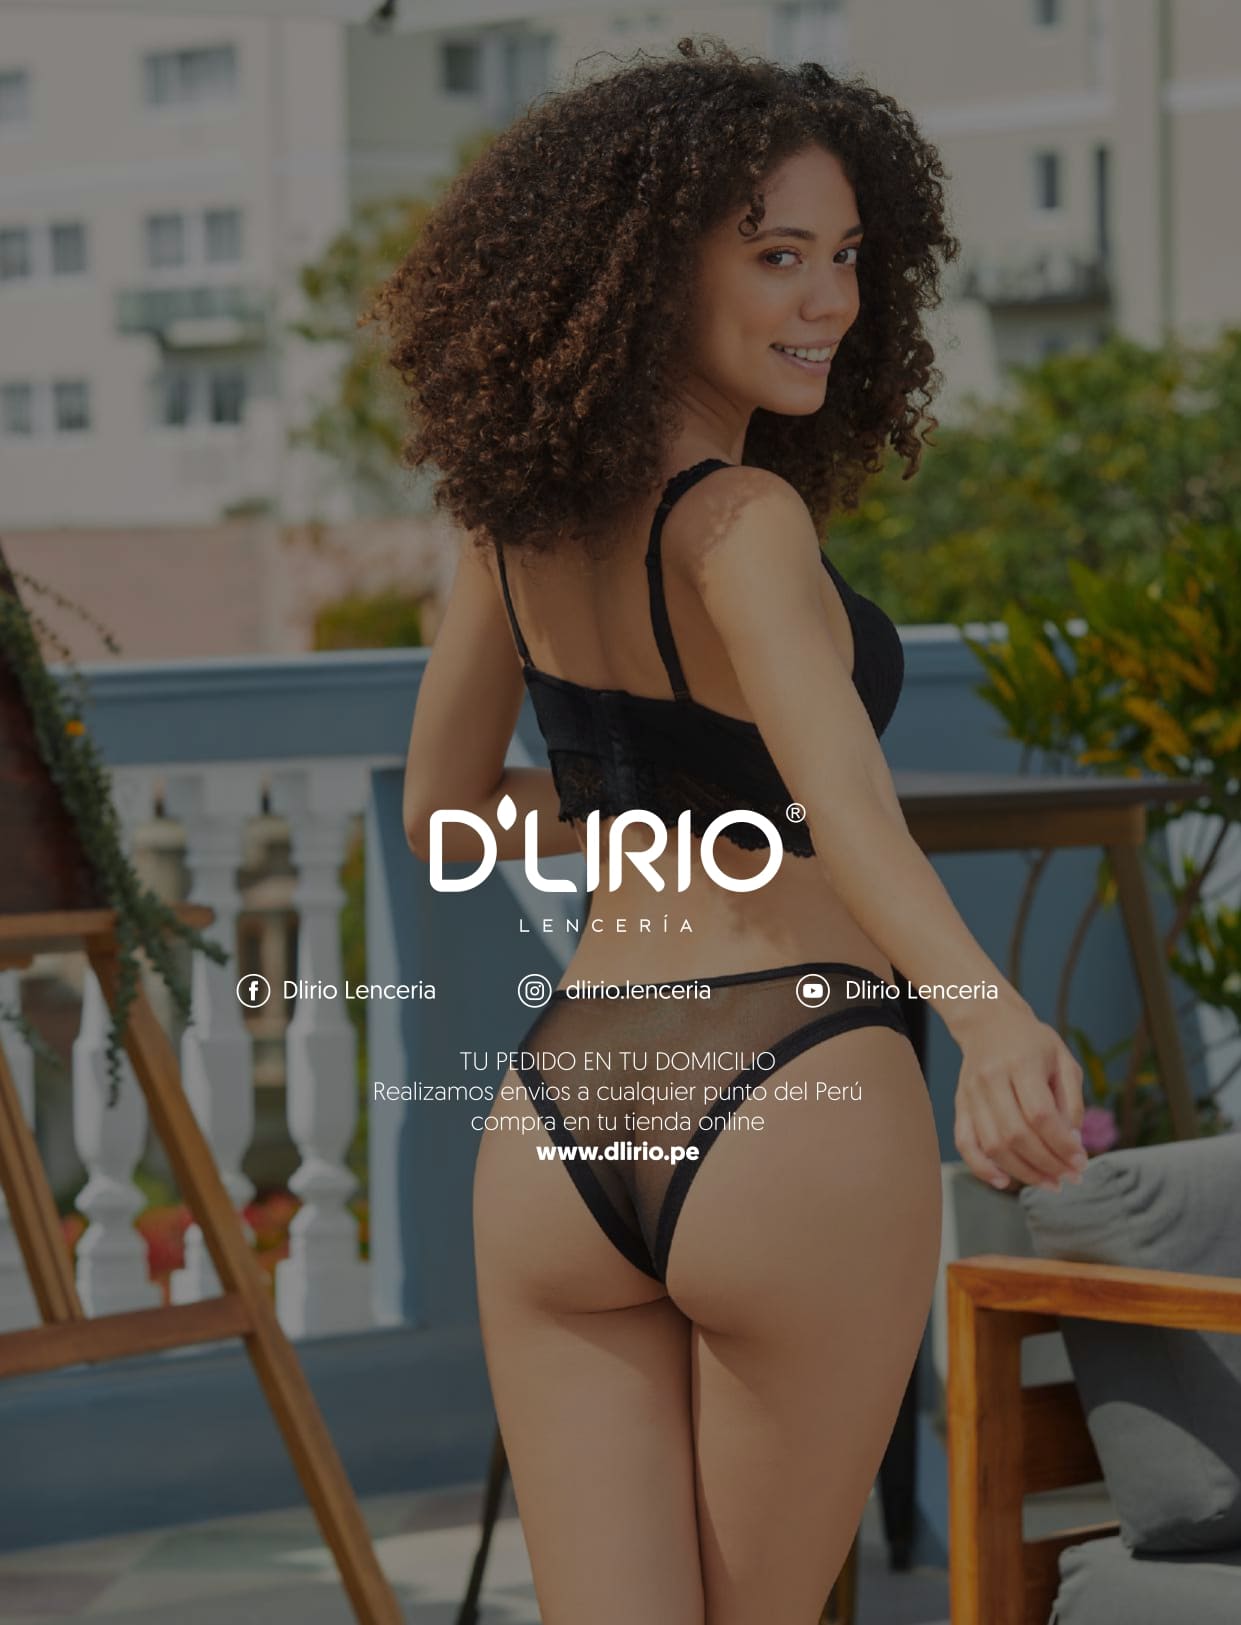 D'LIRIO®
LENCERÍA
Dlirio Lenceria
dlirio.lenceria
Dlirio Lenceria
TU PEDIDO EN TU DOMICILIO
Realizamos envios a cualquier punto del Perú
compra en tu tienda online
www.dlirio.pe